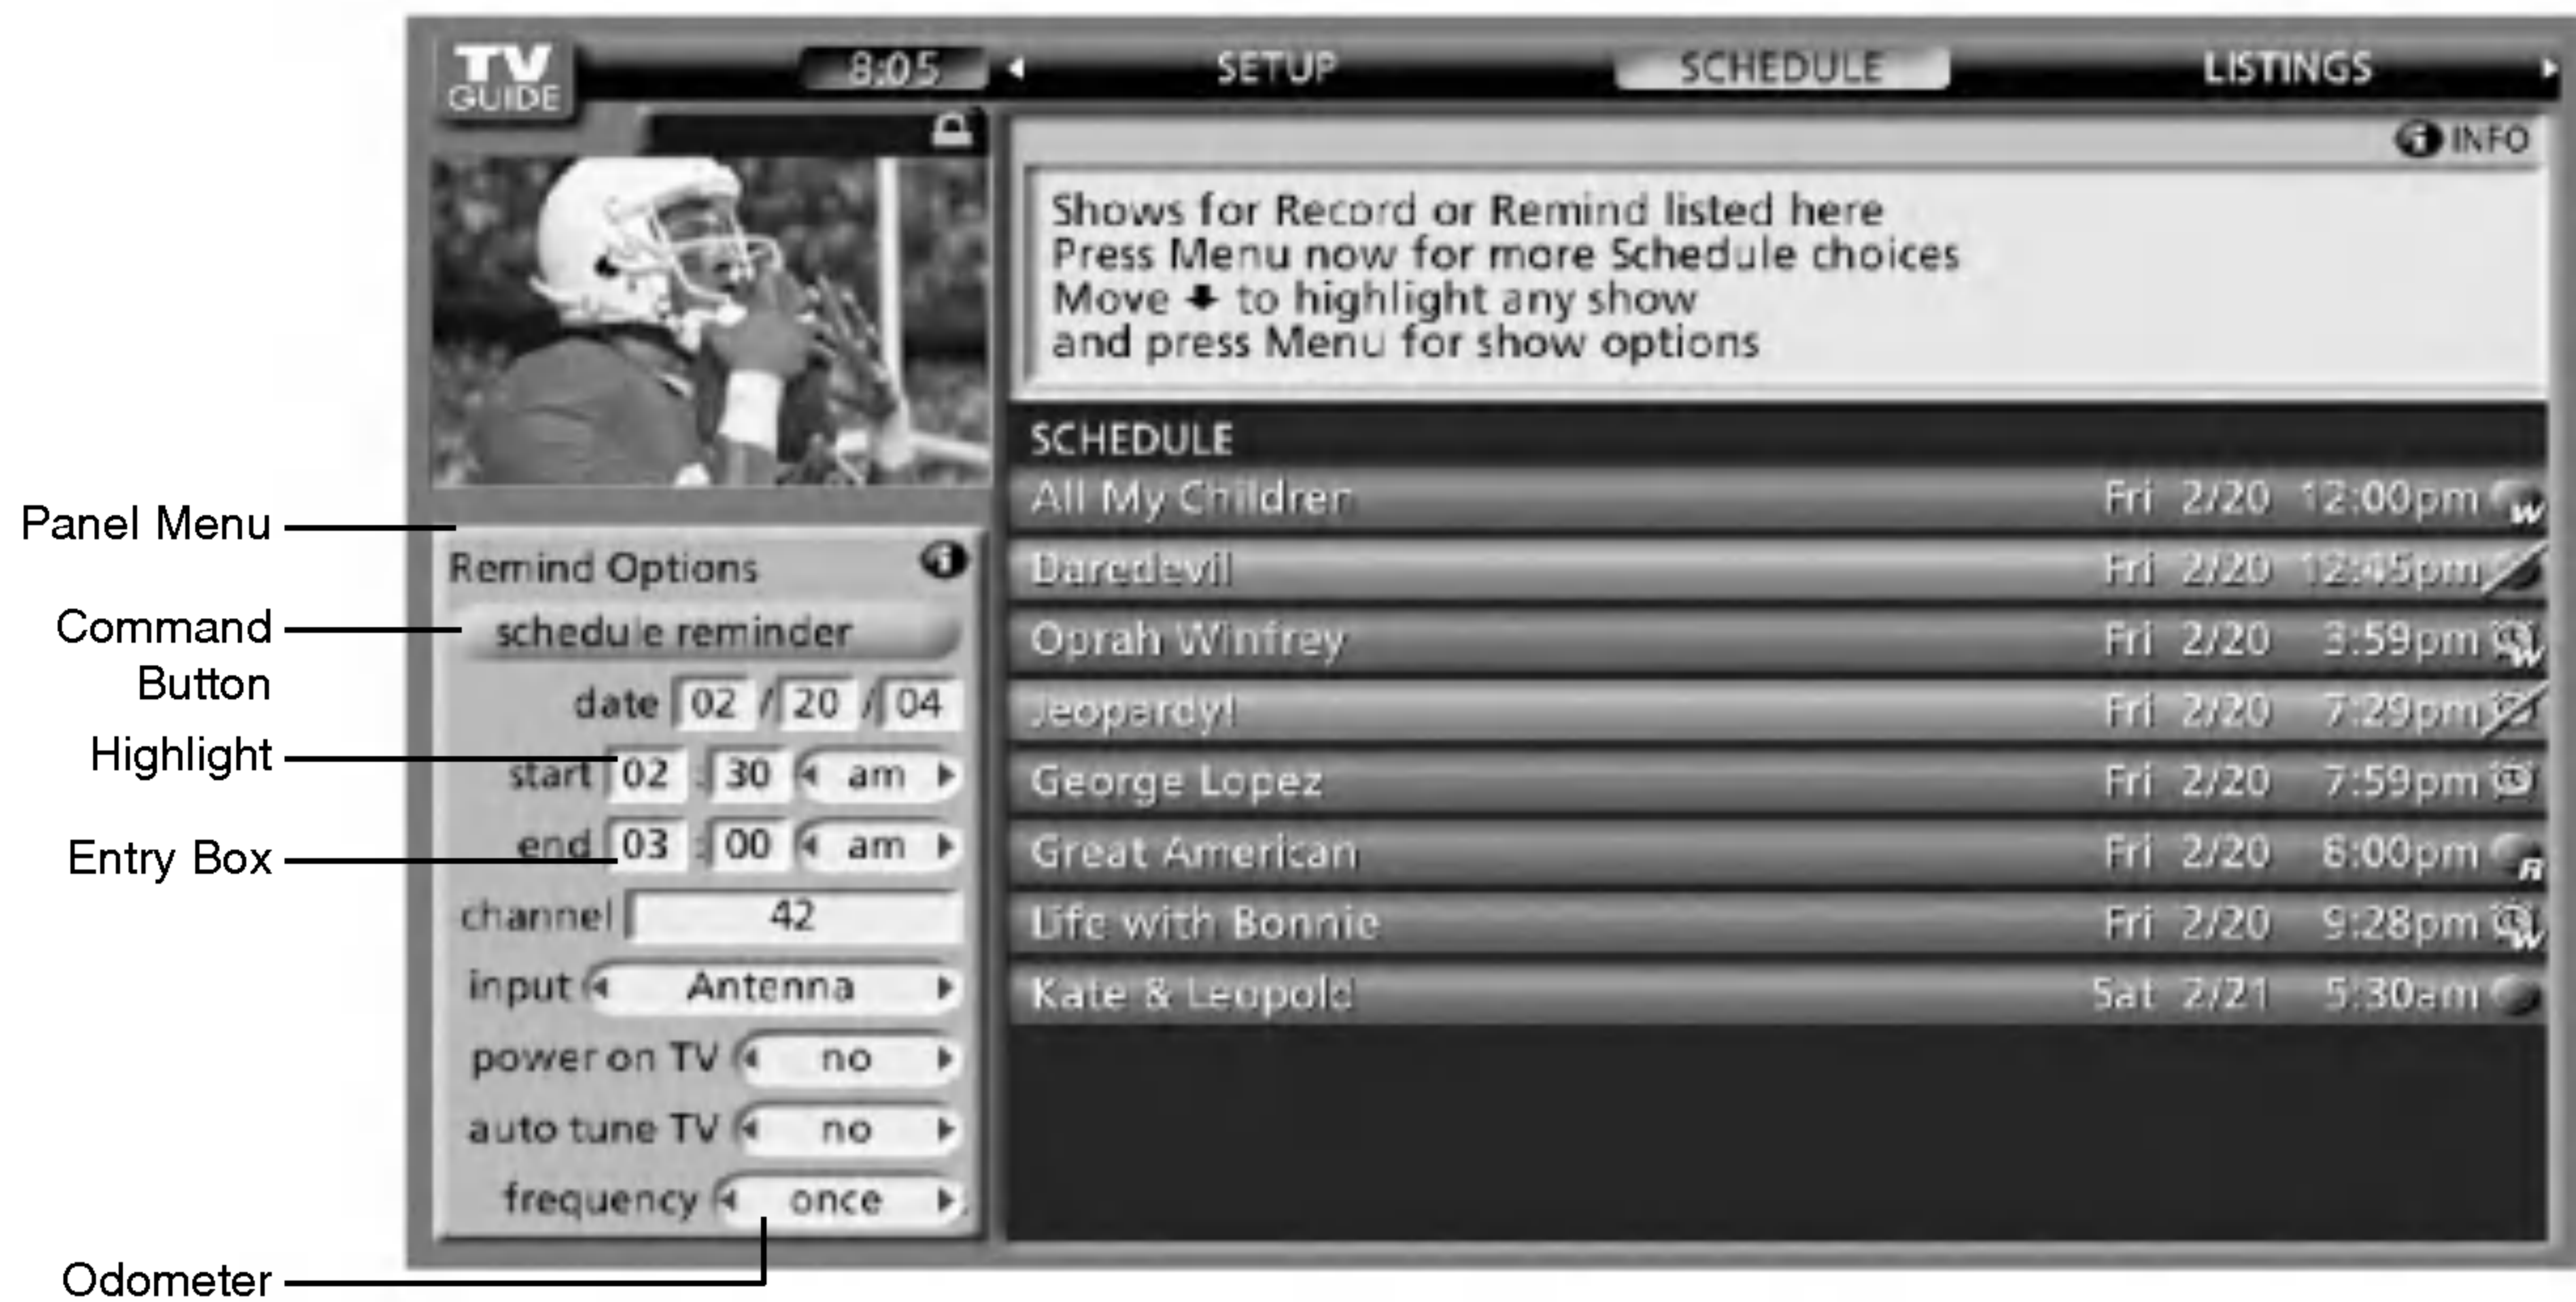 TV
GUIDE
8:05
SETUP
SCHEDULE
LISTINGS
INFO
Shows for Record or Remind listed here
Press Menu now for more Schedule choices
Move to highlight any show
and press Menu for show options
SCHEDULE
All My Children Fri 2/20 12:00pm W
Daredevil Fri 2/20 12:45pm
Oprah Winfrey Fri 2/20 3:59pm W
Jeopardy! Fri 2/20 7:29pm
George Lopez Fri 2/20 7:59pm
Great American Fri 2/20 8:00pm R
Life with Bonnie Fri 2/20 9:28pm W
Kate & Leopold Sat 2/21 5:30am
Panel Menu
Command
Button
Highlight
Entry Box
Odometer
Remind Options
schedule reminder
date 02 / 20 / 04
start 02 : 30 am
end 03 : 00 am
channel 42
input Antenna
power on TV no
auto tune TV no
frequency once